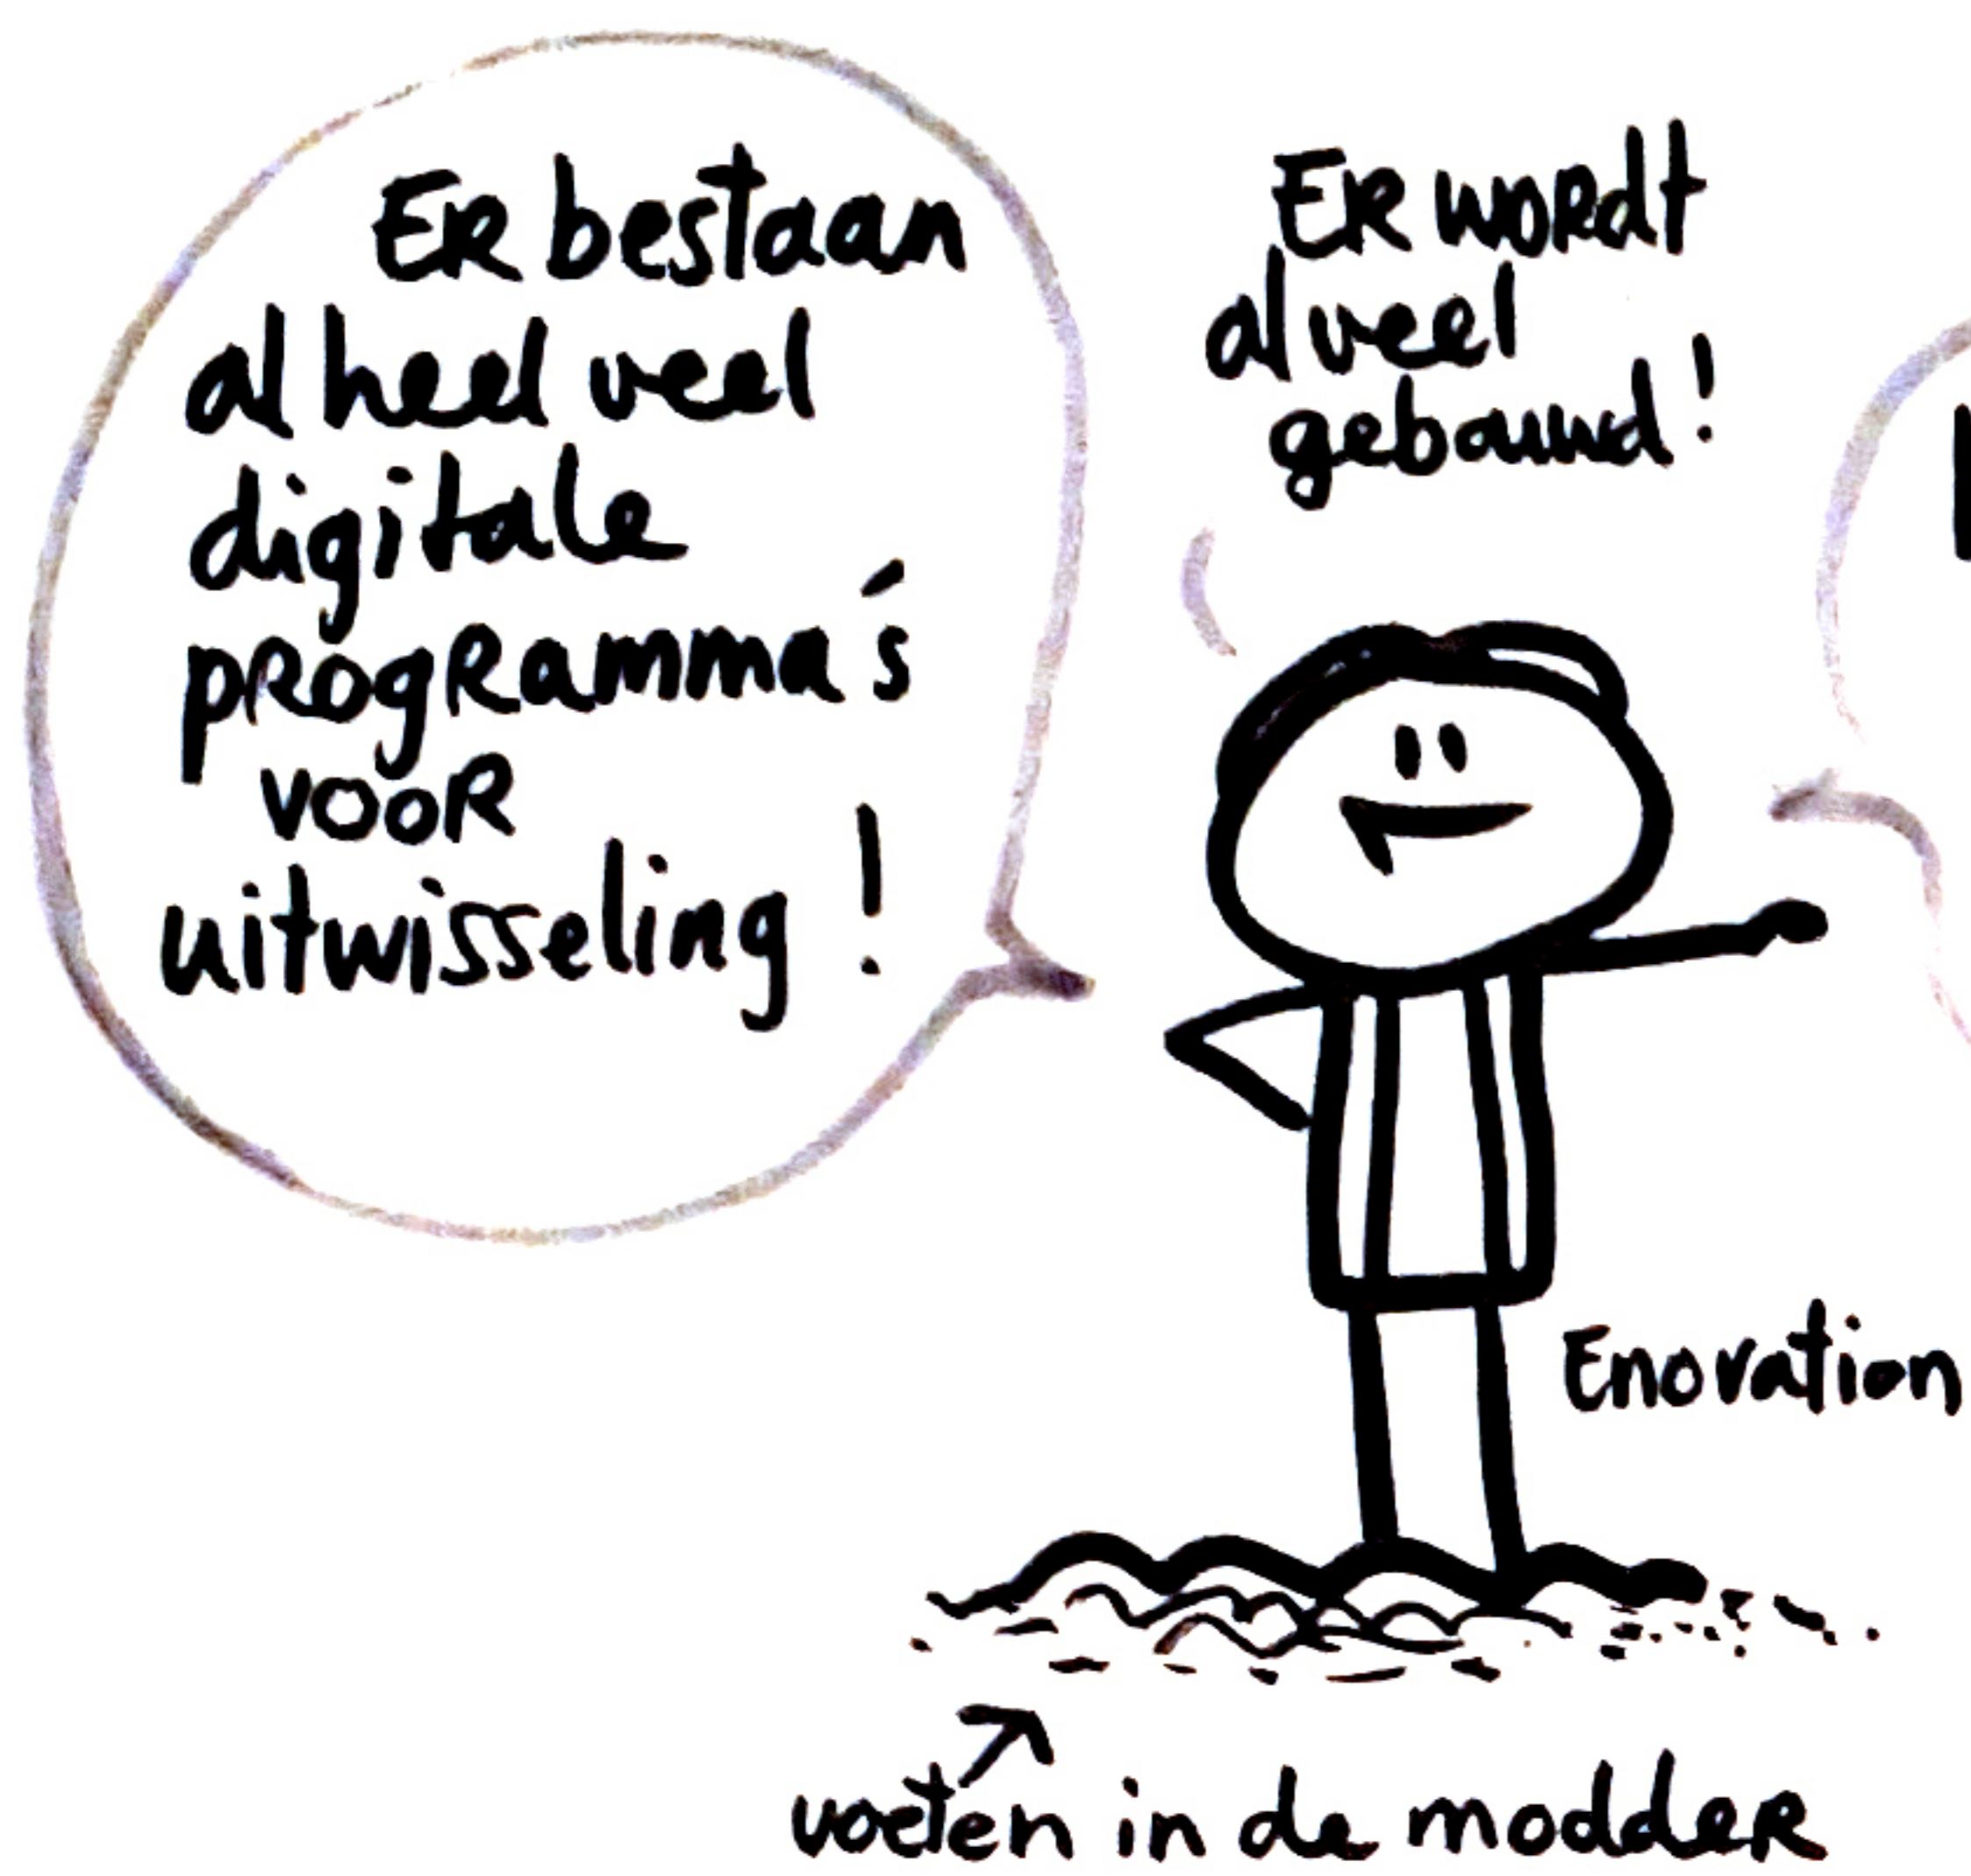 ER bestaan
al heel veel
digitale
programma's
voor
uitwisseling!
ER wordt
al veel
gebouwd!
Enovation
voeten in de modder